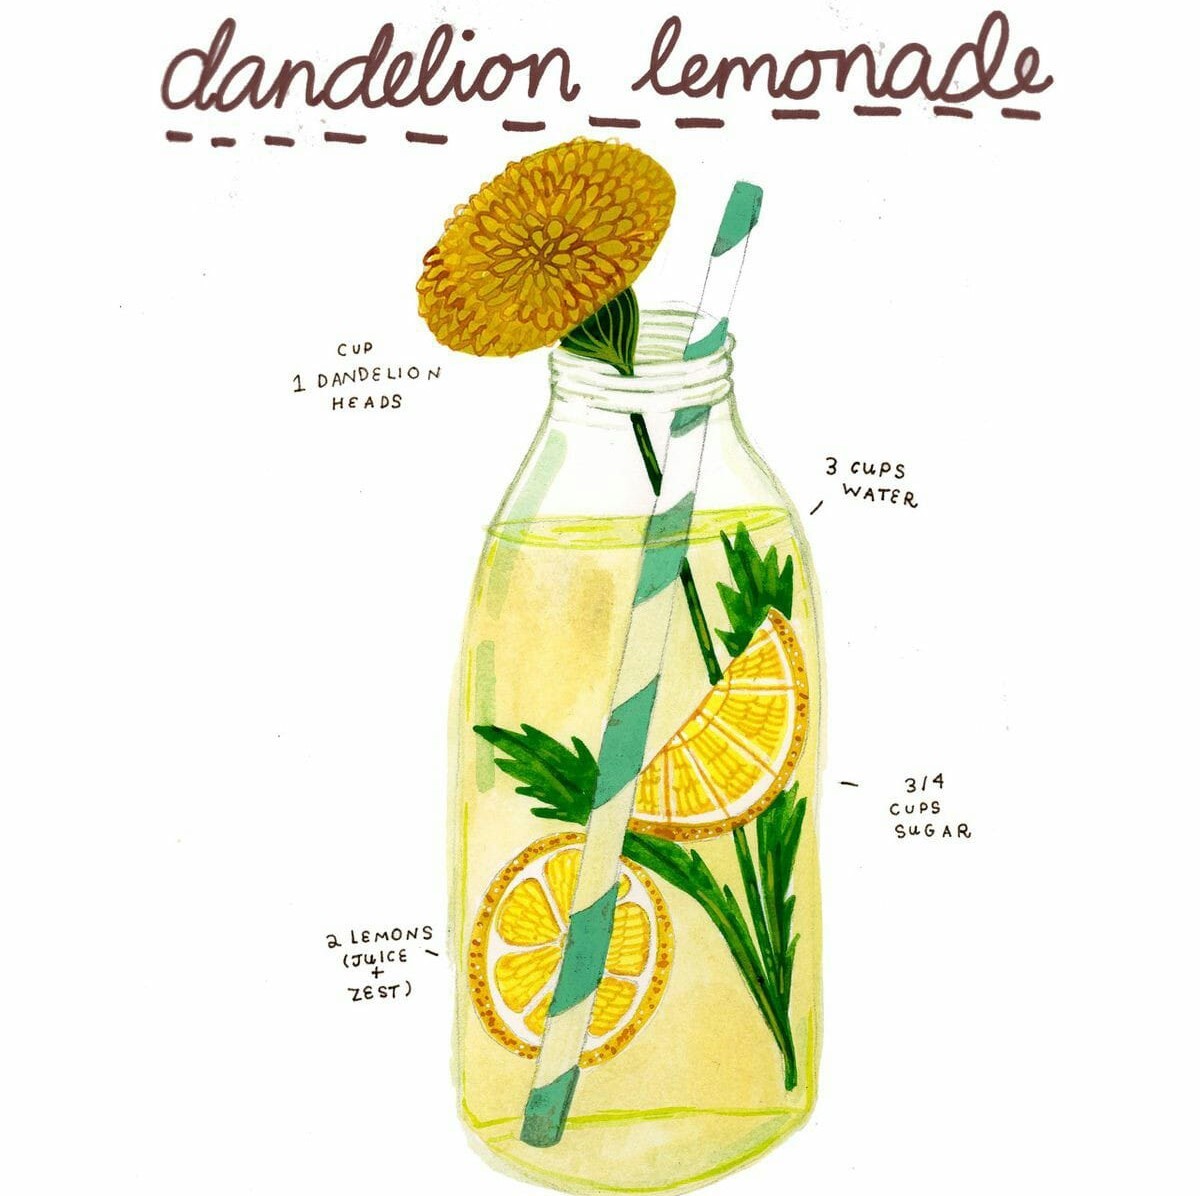 dandelion lemonade
CUP
1 DANDELION
HEADS
3 CUPS
WATER
3/4
CUPS
SUGAR
2 LEMONS
(JUICE
+
ZEST)